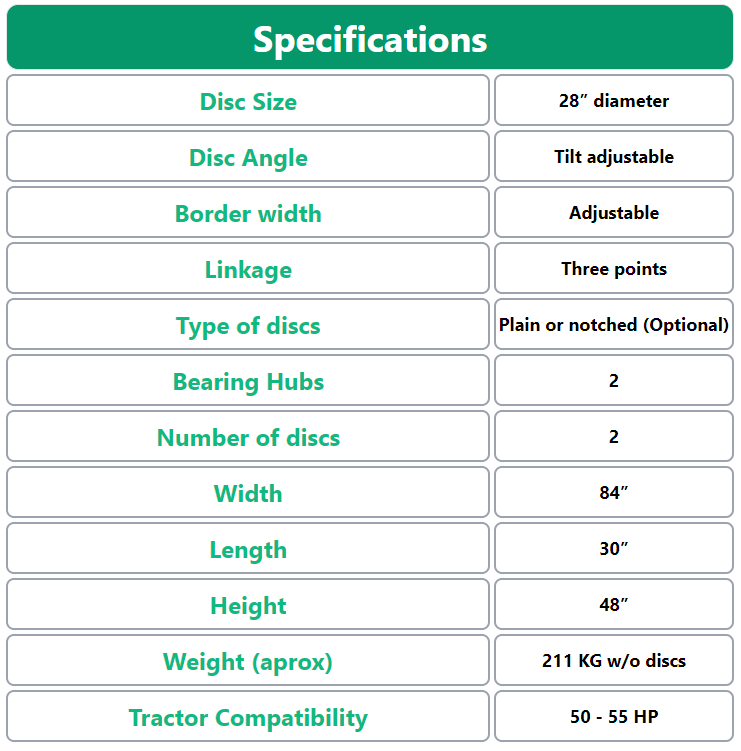 Specifications
Disc Size 28” diameter
Disc Angle Tilt adjustable
Border width Adjustable
Linkage Three points
Type of discs Plain or notched (Optional)
Bearing Hubs 2
Number of discs 2
Width 84”
Length 30”
Height 48”
Weight (aprox) 211 KG w/o discs
Tractor Compatibility 50 - 55 HP